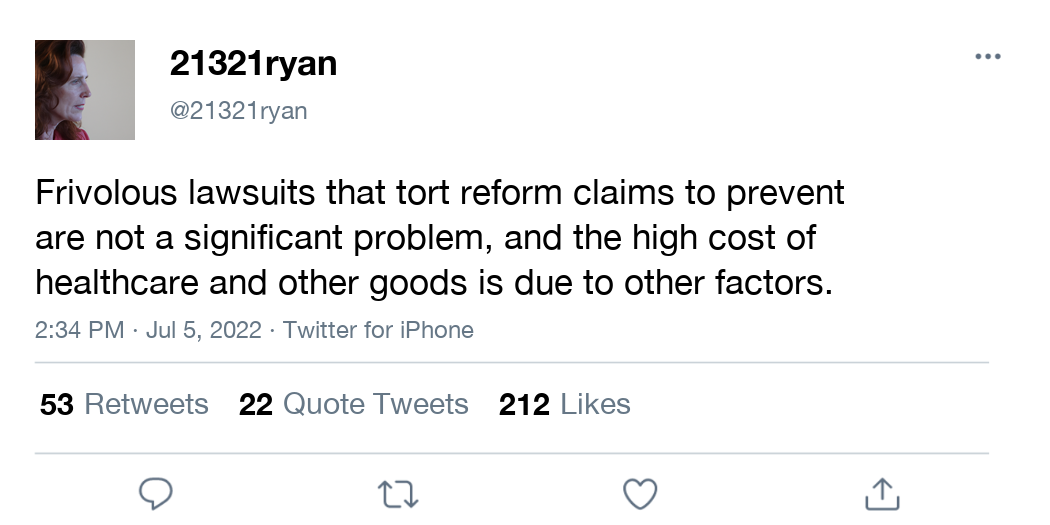 21321ryan
@21321ryan
Frivolous lawsuits that tort reform claims to prevent
are not a significant problem, and the high cost of
healthcare and other goods is due to other factors.
2:34 PM · Jul 5, 2022 · Twitter for iPhone
53 Retweets 22 Quote Tweets 212 Likes